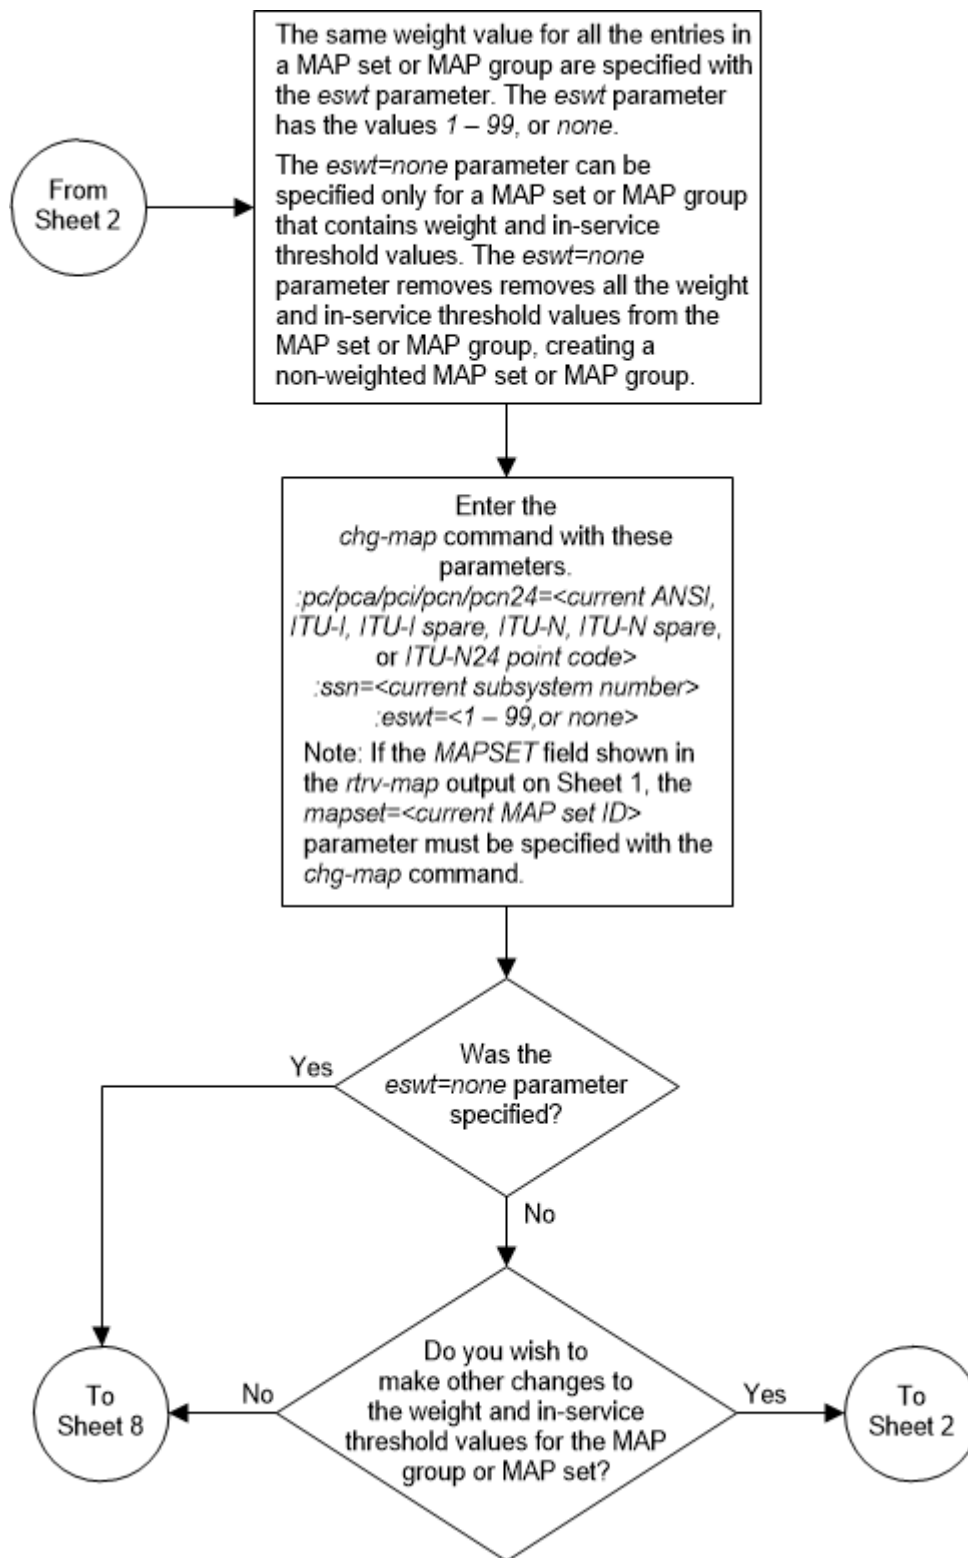 The same weight value for all the entries in
a MAP set or MAP group are specified with
the eswt parameter. The eswt parameter
has the values 1 – 99, or none.
The eswt=none parameter can be
specified only for a MAP set or MAP group
that contains weight and in-service
threshold values. The eswt=none
parameter removes removes all the weight
and in-service threshold values from the
MAP set or MAP group, creating a
non-weighted MAP set or MAP group.
From
Sheet 2
Enter the
chg-map command with these
parameters.
:pc/pca/pci/pcn/pcn24=<current ANSI,
ITU-I, ITU-I spare, ITU-N, ITU-N spare,
or ITU-N24 point code>
:ssn=<current subsystem number>
:eswt=<1 – 99,or none>
Note: If the MAPSET field shown in
the rtrv-map output on Sheet 1, the
mapset=<current MAP set ID>
parameter must be specified with the
chg-map command.
Was the
eswt=none parameter
specified?
Yes
No
Do you wish to
make other changes to
the weight and in-service
threshold values for the MAP
group or MAP set?
No
Yes
To
Sheet 8
To
Sheet 2